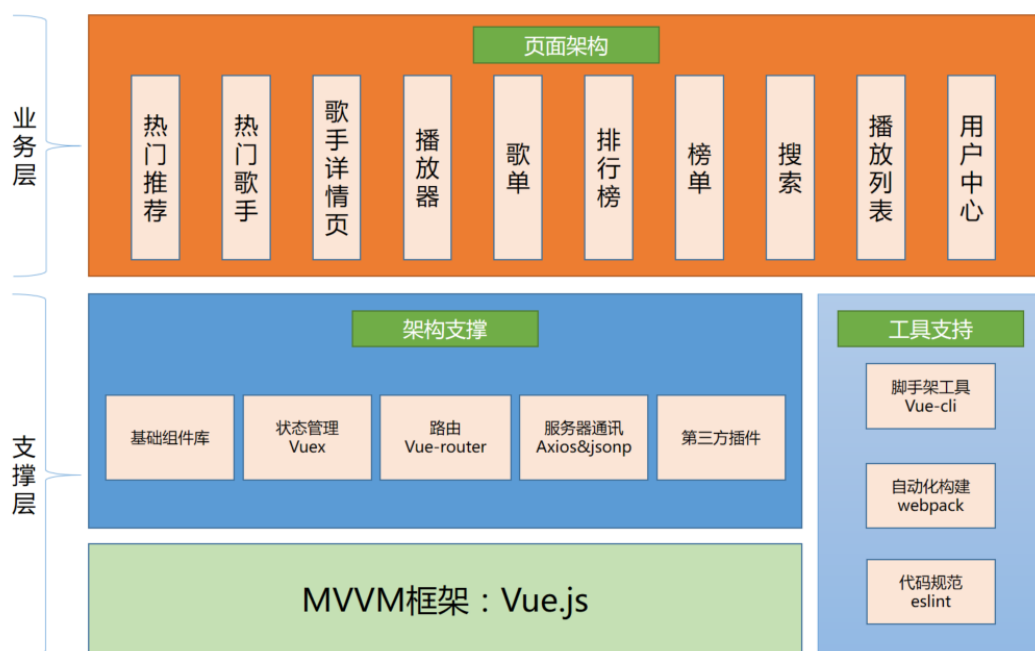 业务层
页面架构
热门推荐
热门歌手
歌手详情页
播放器
歌单
排行榜
榜单
搜索
播放列表
用户中心
支撑层
架构支撑
基础组件库
状态管理
Vuex
路由
Vue-router
服务器通讯
Axios&jsonp
第三方插件
MVVM框架：Vue.js
工具支持
脚手架工具
Vue-cli
自动化构建
webpack
代码规范
eslint